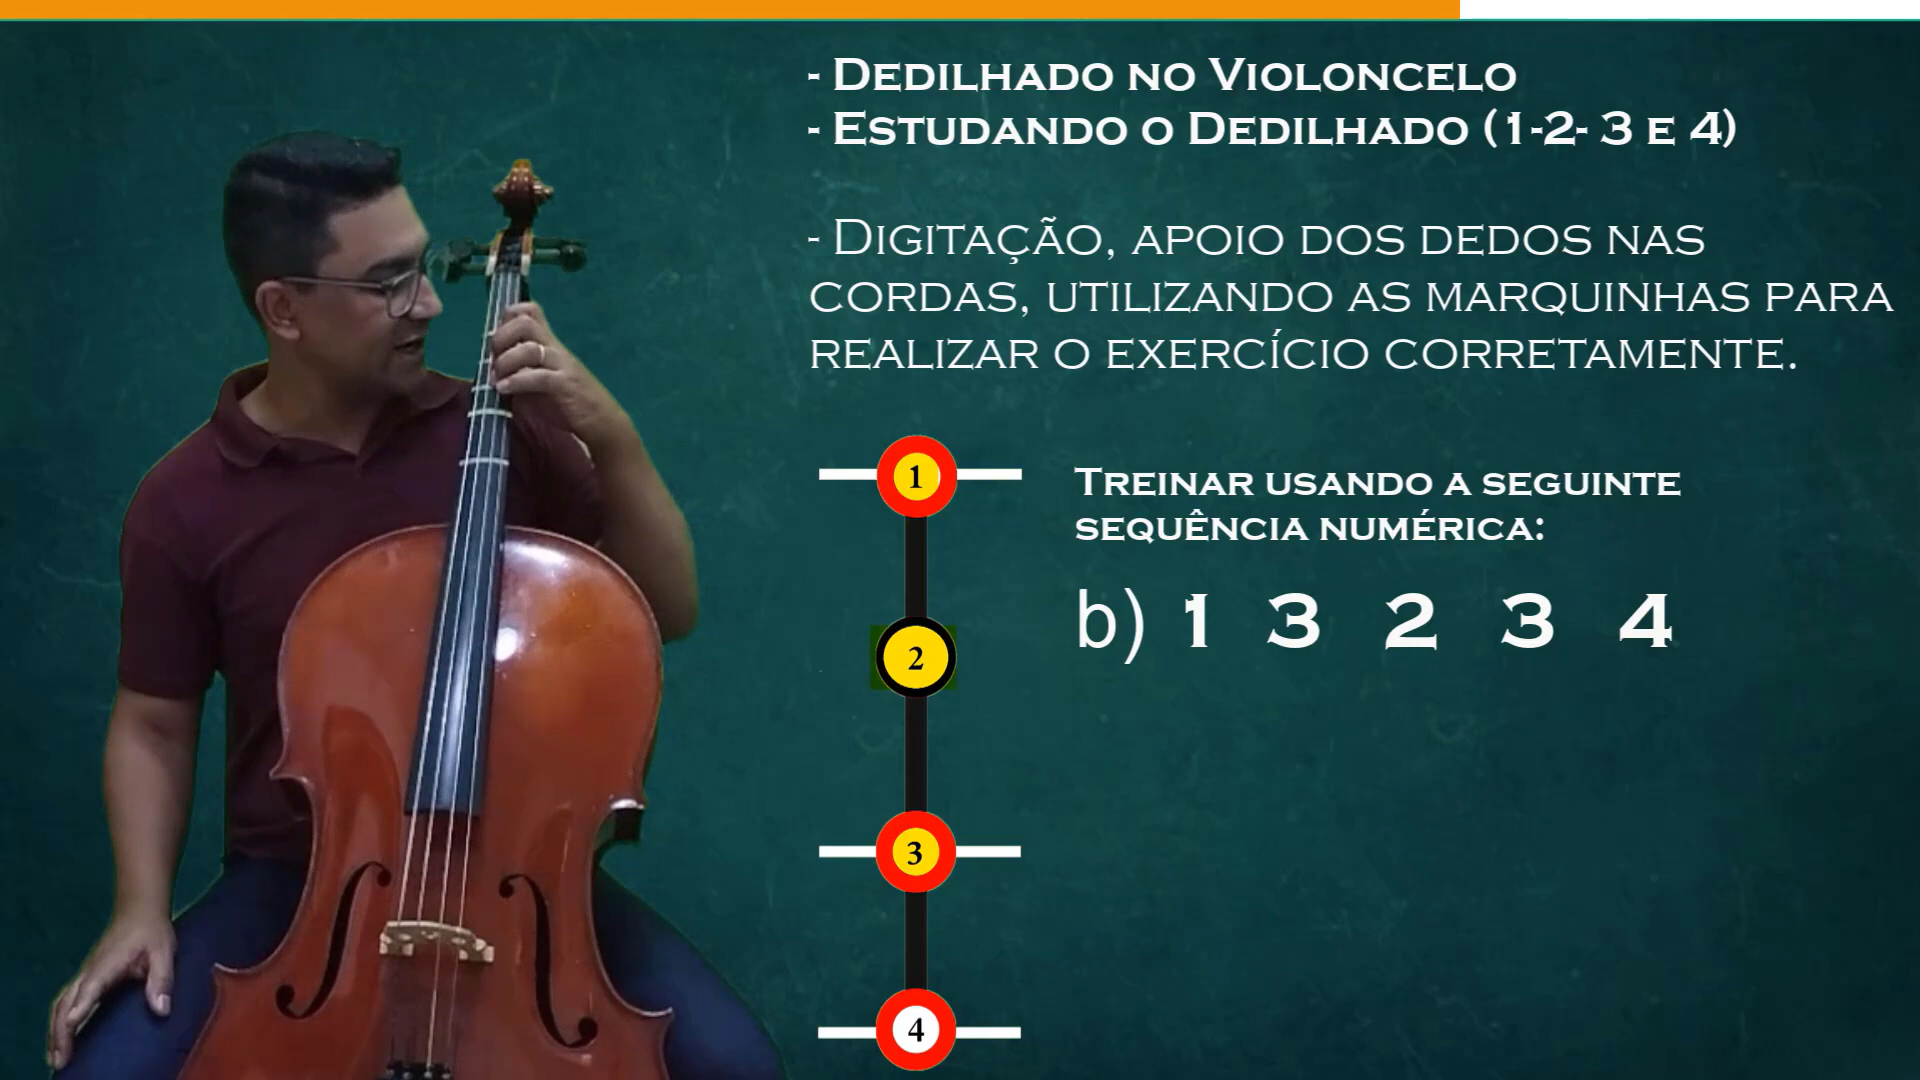 - Dedilhado no Violoncelo
- Estudando o Dedilhado (1-2- 3 e 4)
- Digitação, apoio dos dedos nas
cordas, utilizando as marquinhas para
realizar o exercício corretamente.
1
Treinar usando a seguinte
sequência numérica:
b) 1 3 2 3 4
2
3
4